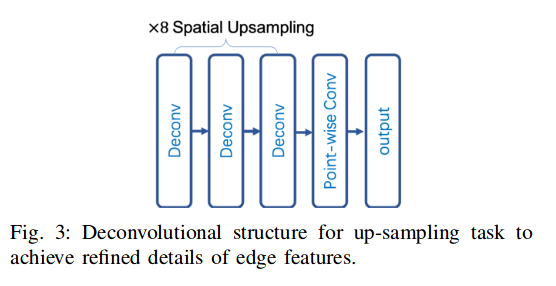 ×8 Spatial Upsampling
Deconv
Deconv
Deconv
Point-wise Conv
output
Fig. 3: Deconvolutional structure for up-sampling task to
achieve refined details of edge features.